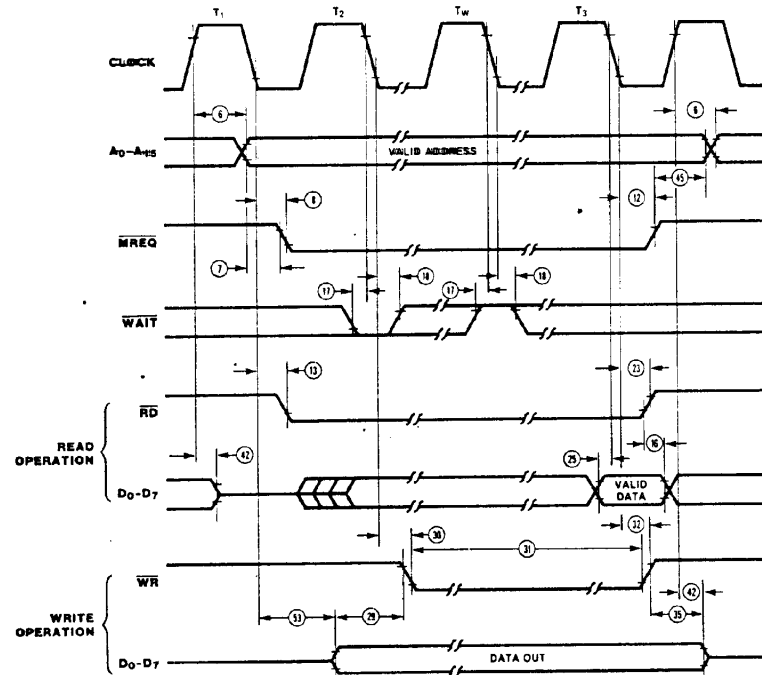 T1 T2 TW T3
CLOCK
6 6
A0-A15 VALID ADDRESS
45
8 12
MREQ
7
17 18 17 18
WAIT
13 23
RD
READ OPERATION
42 25 16
D0-D7 VALID DATA
30 32
31
WR
42
WRITE OPERATION
53 29 35
D0-D7 DATA OUT